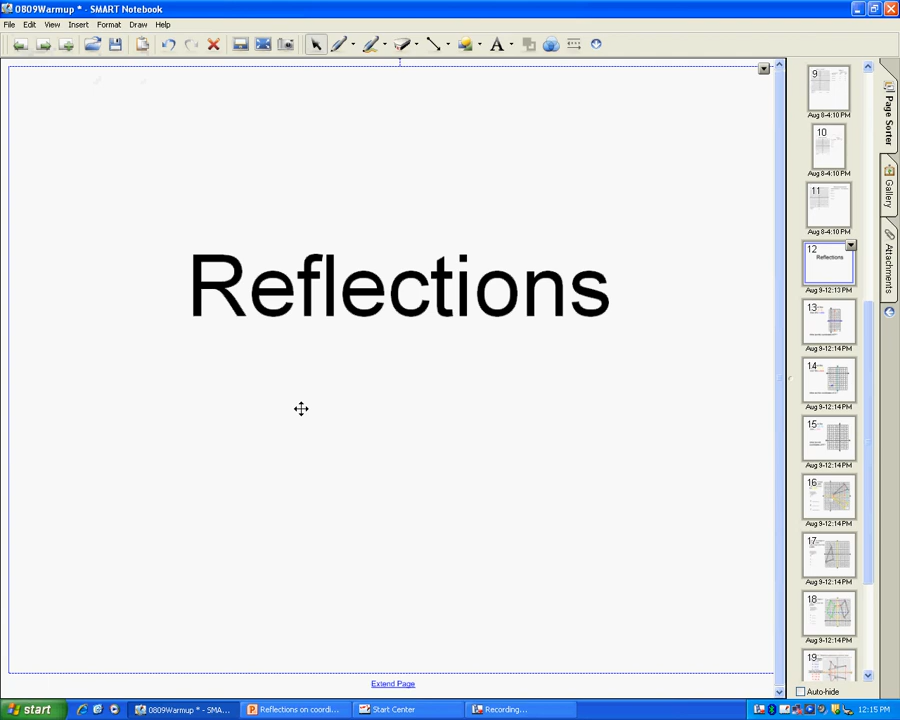 0809Warmup * - SMART Notebook
File Edit View Insert Format Draw Help
Reflections
Extend Page
9
Aug 8-4:10 PM
10
Aug 8-4:10 PM
11
Aug 8-4:10 PM
12
Reflections
Aug 9-12:13 PM
13
Aug 9-12:14 PM
14
Aug 9-12:14 PM
15
Aug 9-12:14 PM
16
Aug 9-12:14 PM
17
Aug 9-12:14 PM
18
Aug 9-12:14 PM
19
Auto-hide
Page Sorter
Gallery
Attachments
start
0809Warmup * - SMA...
Reflections on coordi...
Start Center
Recording...
12:15 PM